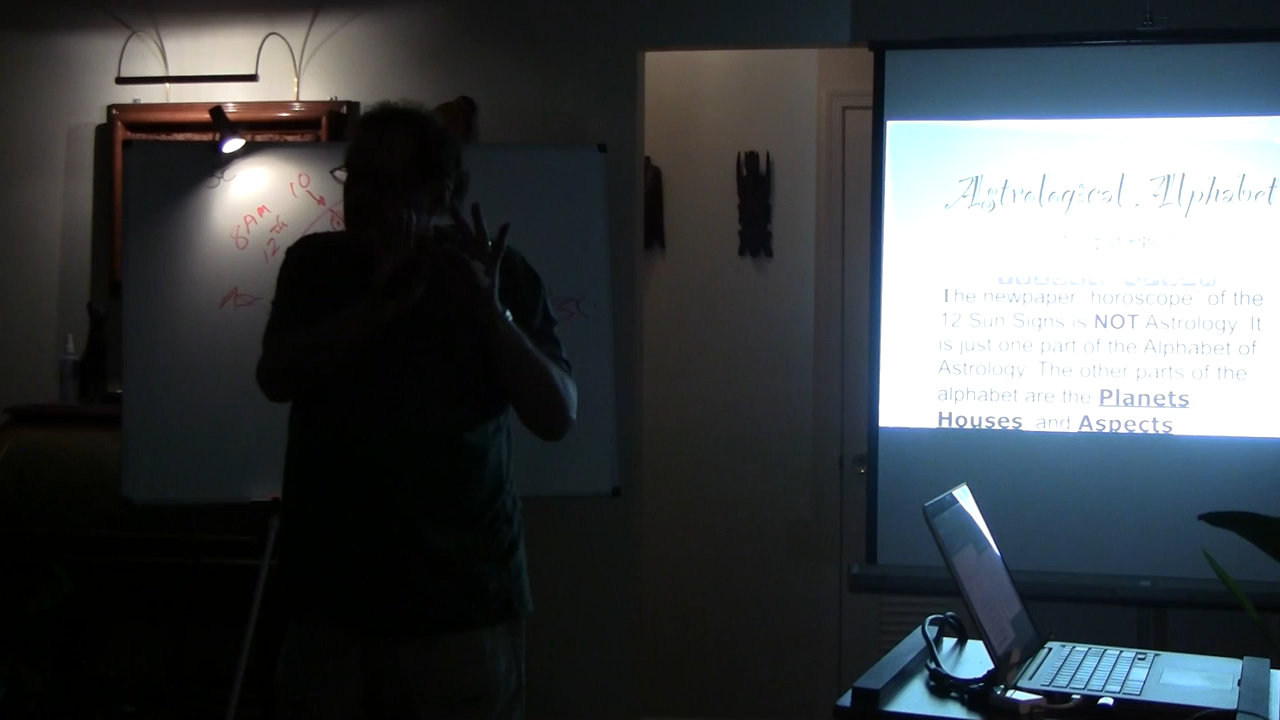 10
8AM
12TH
Astrological Alphabet
The newpaper "horoscope" of the
12 Sun Signs is NOT Astrology. It
is just one part of the Alphabet of
Astrology. The other parts of the
alphabet are the Planets
Houses, and Aspects